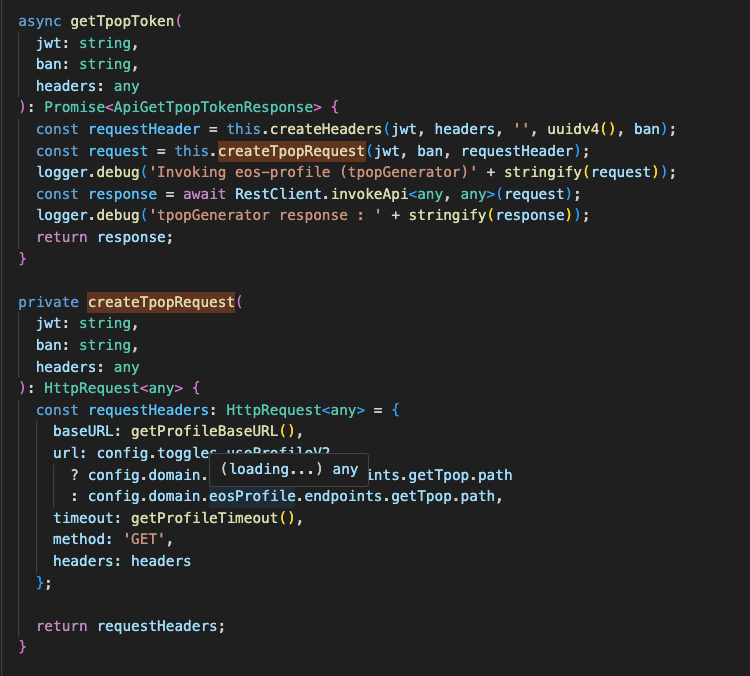 async getTpopToken(
jwt: string,
ban: string,
headers: any
): Promise<ApiGetTpopTokenResponse> {
const requestHeader = this.createHeaders(jwt, headers, '', uuidv4(), ban);
const request = this.createTpopRequest(jwt, ban, requestHeader);
logger.debug('Invoking eos-profile (tpopGenerator)' + stringify(request));
const response = await RestClient.invokeApi<any, any>(request);
logger.debug('tpopGenerator response : ' + stringify(response));
return response;
}
private createTpopRequest(
jwt: string,
ban: string,
headers: any
): HttpRequest<any> {
const requestHeaders: HttpRequest<any> = {
baseURL: getProfileBaseURL(),
url: config.toggles.useProfileV2
(loading...) any
? config.domain. ints.getTpop.path
: config.domain.eosProfile.endpoints.getTpop.path,
timeout: getProfileTimeout(),
method: 'GET',
headers: headers
};
return requestHeaders;
}